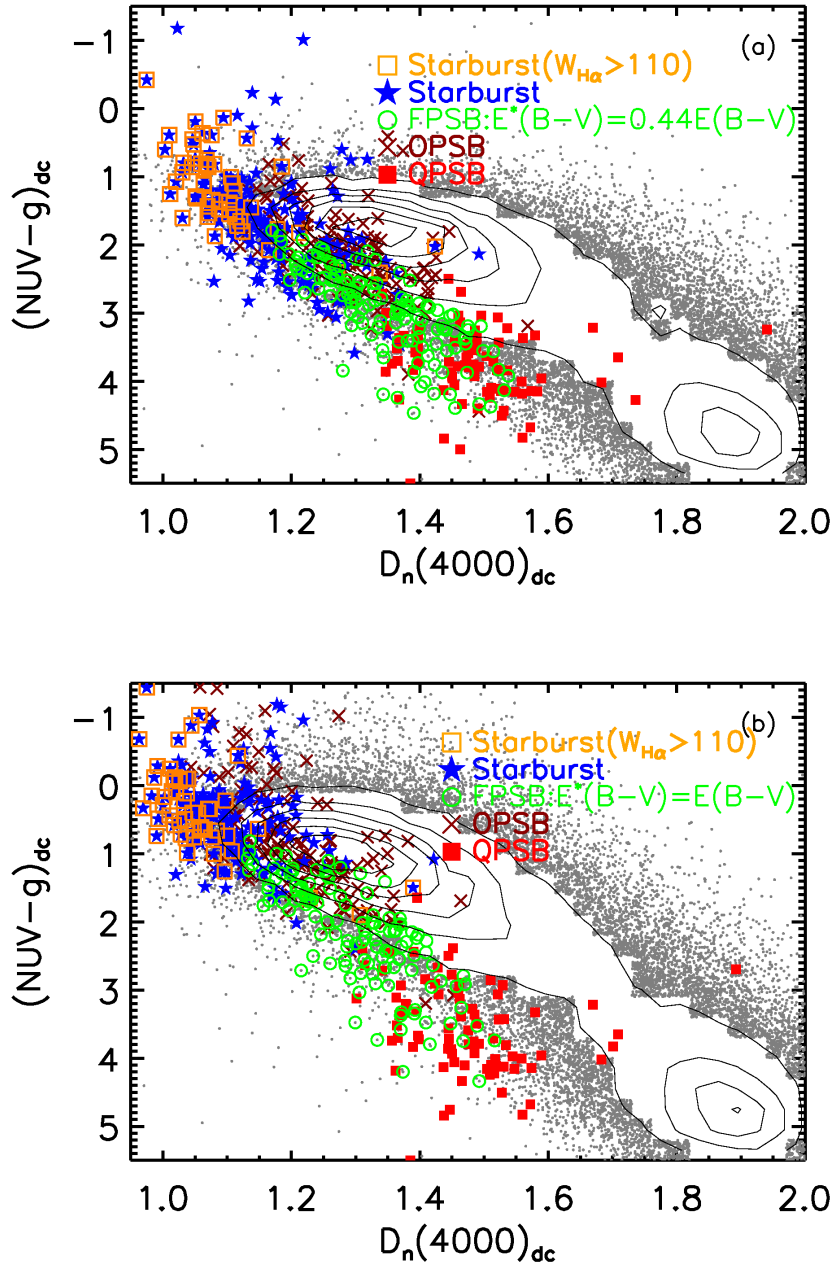 (a)
Starburst(W_Hα>110)
Starburst
FPSB:E*(B−V)=0.44E(B−V)
OPSB
QPSB
−1
0
1
2
3
4
5
(NUV−g)dc
1.0 1.2 1.4 1.6 1.8 2.0
Dn(4000)dc
(b)
Starburst(W_Hα>110)
Starburst
FPSB:E*(B−V)=E(B−V)
OPSB
QPSB
−1
0
1
2
3
4
5
(NUV−g)dc
1.0 1.2 1.4 1.6 1.8 2.0
Dn(4000)dc